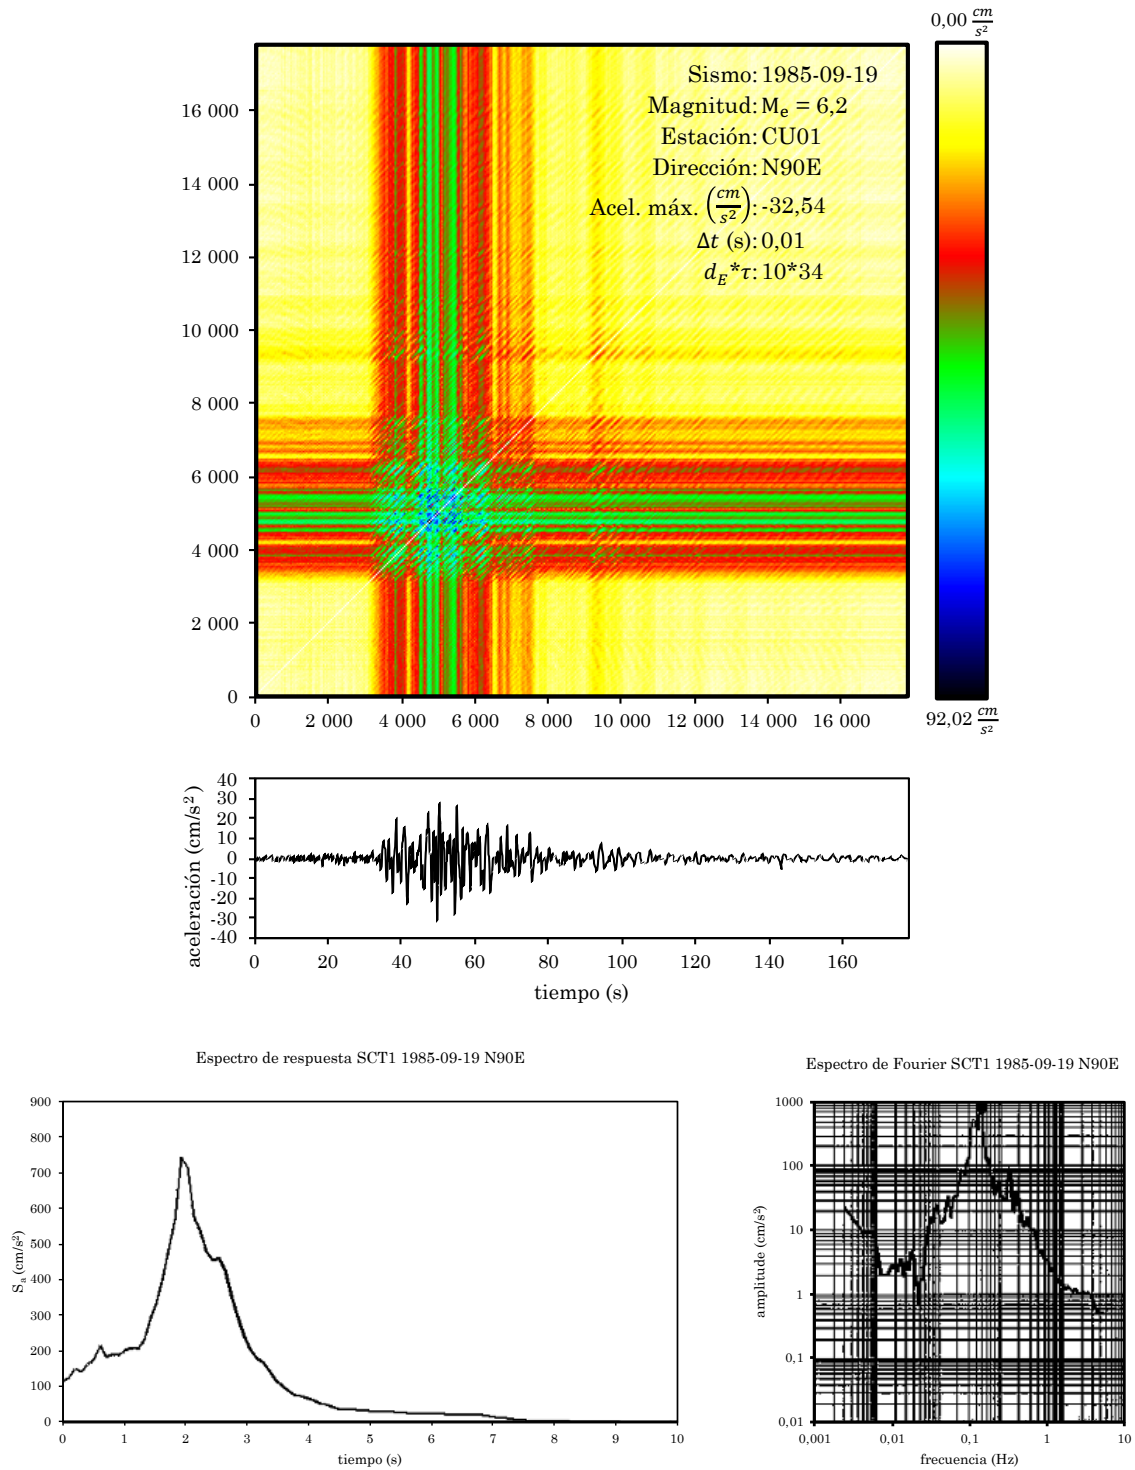 0,00 cm/s²
Sismo: 1985-09-19
Magnitud: Mₑ = 6,2
Estación: CU01
Dirección: N90E
Acel. máx. (cm/s²): -32,54
Δt (s): 0,01
d_E*τ: 10*34
16 000
14 000
12 000
10 000
8 000
6 000
4 000
2 000
0
0 2 000 4 000 6 000 8 000 10 000 12 000 14 000 16 000
92,02 cm/s²
aceleración (cm/s²)
40
30
20
10
0
-10
-20
-30
-40
0 20 40 60 80 100 120 140 160
tiempo (s)
Espectro de respuesta SCT1 1985-09-19 N90E
Sₐ (cm/s²)
900
800
700
600
500
400
300
200
100
0
0 1 2 3 4 5 6 7 8 9 10
tiempo (s)
Espectro de Fourier SCT1 1985-09-19 N90E
amplitude (cm/s²)
1000
100
10
1
0,1
0,01
0,001 0,01 0,1 1 10
frecuencia (Hz)